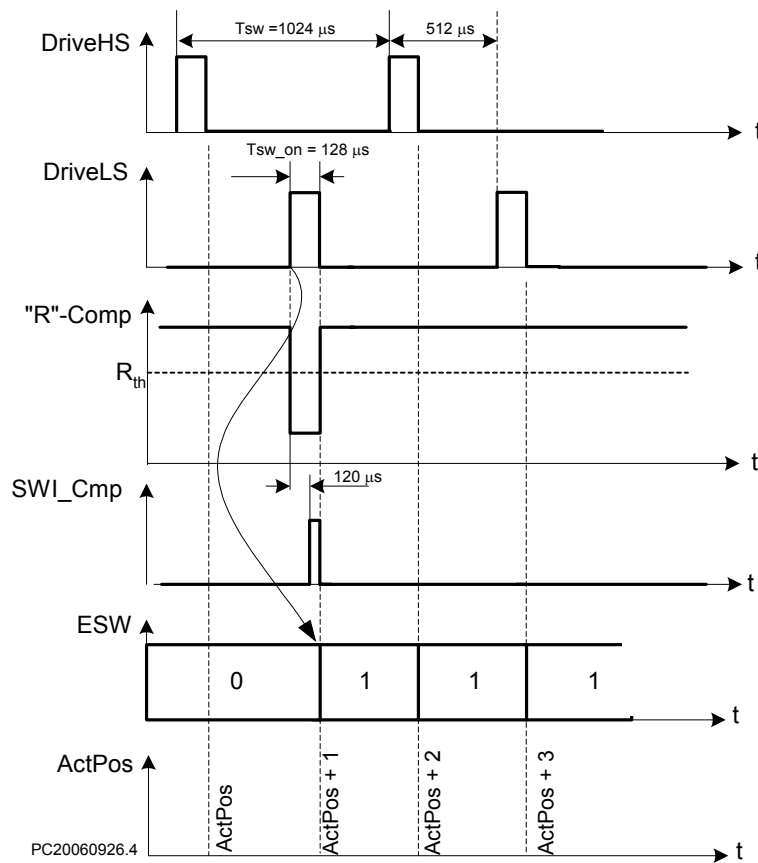 Tsw =1024 μs
512 μs
DriveHS
t
Tsw_on = 128 μs
DriveLS
t
"R"-Comp
Rth
t
120 μs
SWI_Cmp
t
ESW
0
1
1
1
t
ActPos
ActPos
ActPos + 1
ActPos + 2
ActPos + 3
PC20060926.4
t